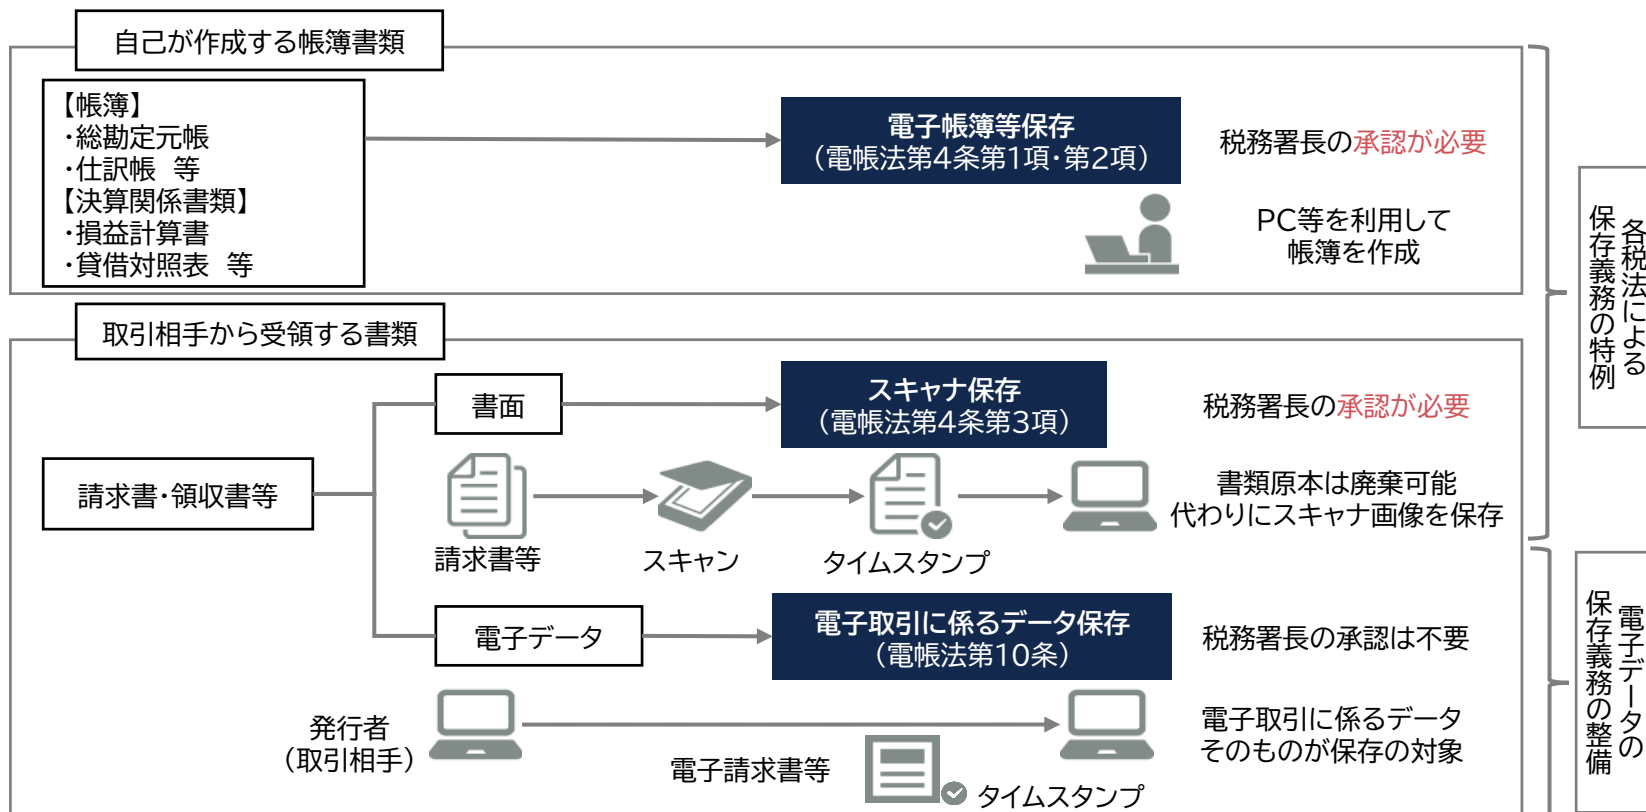 自己が作成する帳簿書類
【帳簿】
・総勘定元帳
・仕訳帳 等
【決算関係書類】
・損益計算書
・貸借対照表 等
電子帳簿等保存
（電帳法第4条第1項・第2項）
税務署長の承認が必要
PC等を利用して
帳簿を作成
各税法による
保存義務の特例
取引相手から受領する書類
請求書・領収書等
書面
スキャナ保存
（電帳法第4条第3項）
税務署長の承認が必要
請求書等
スキャン
タイムスタンプ
書類原本は廃棄可能
代わりにスキャナ画像を保存
電子データ
電子取引に係るデータ保存
（電帳法第10条）
税務署長の承認は不要
発行者
（取引相手）
電子請求書等
タイムスタンプ
電子取引に係るデータ
そのものが保存の対象
電子データの
保存義務の整備